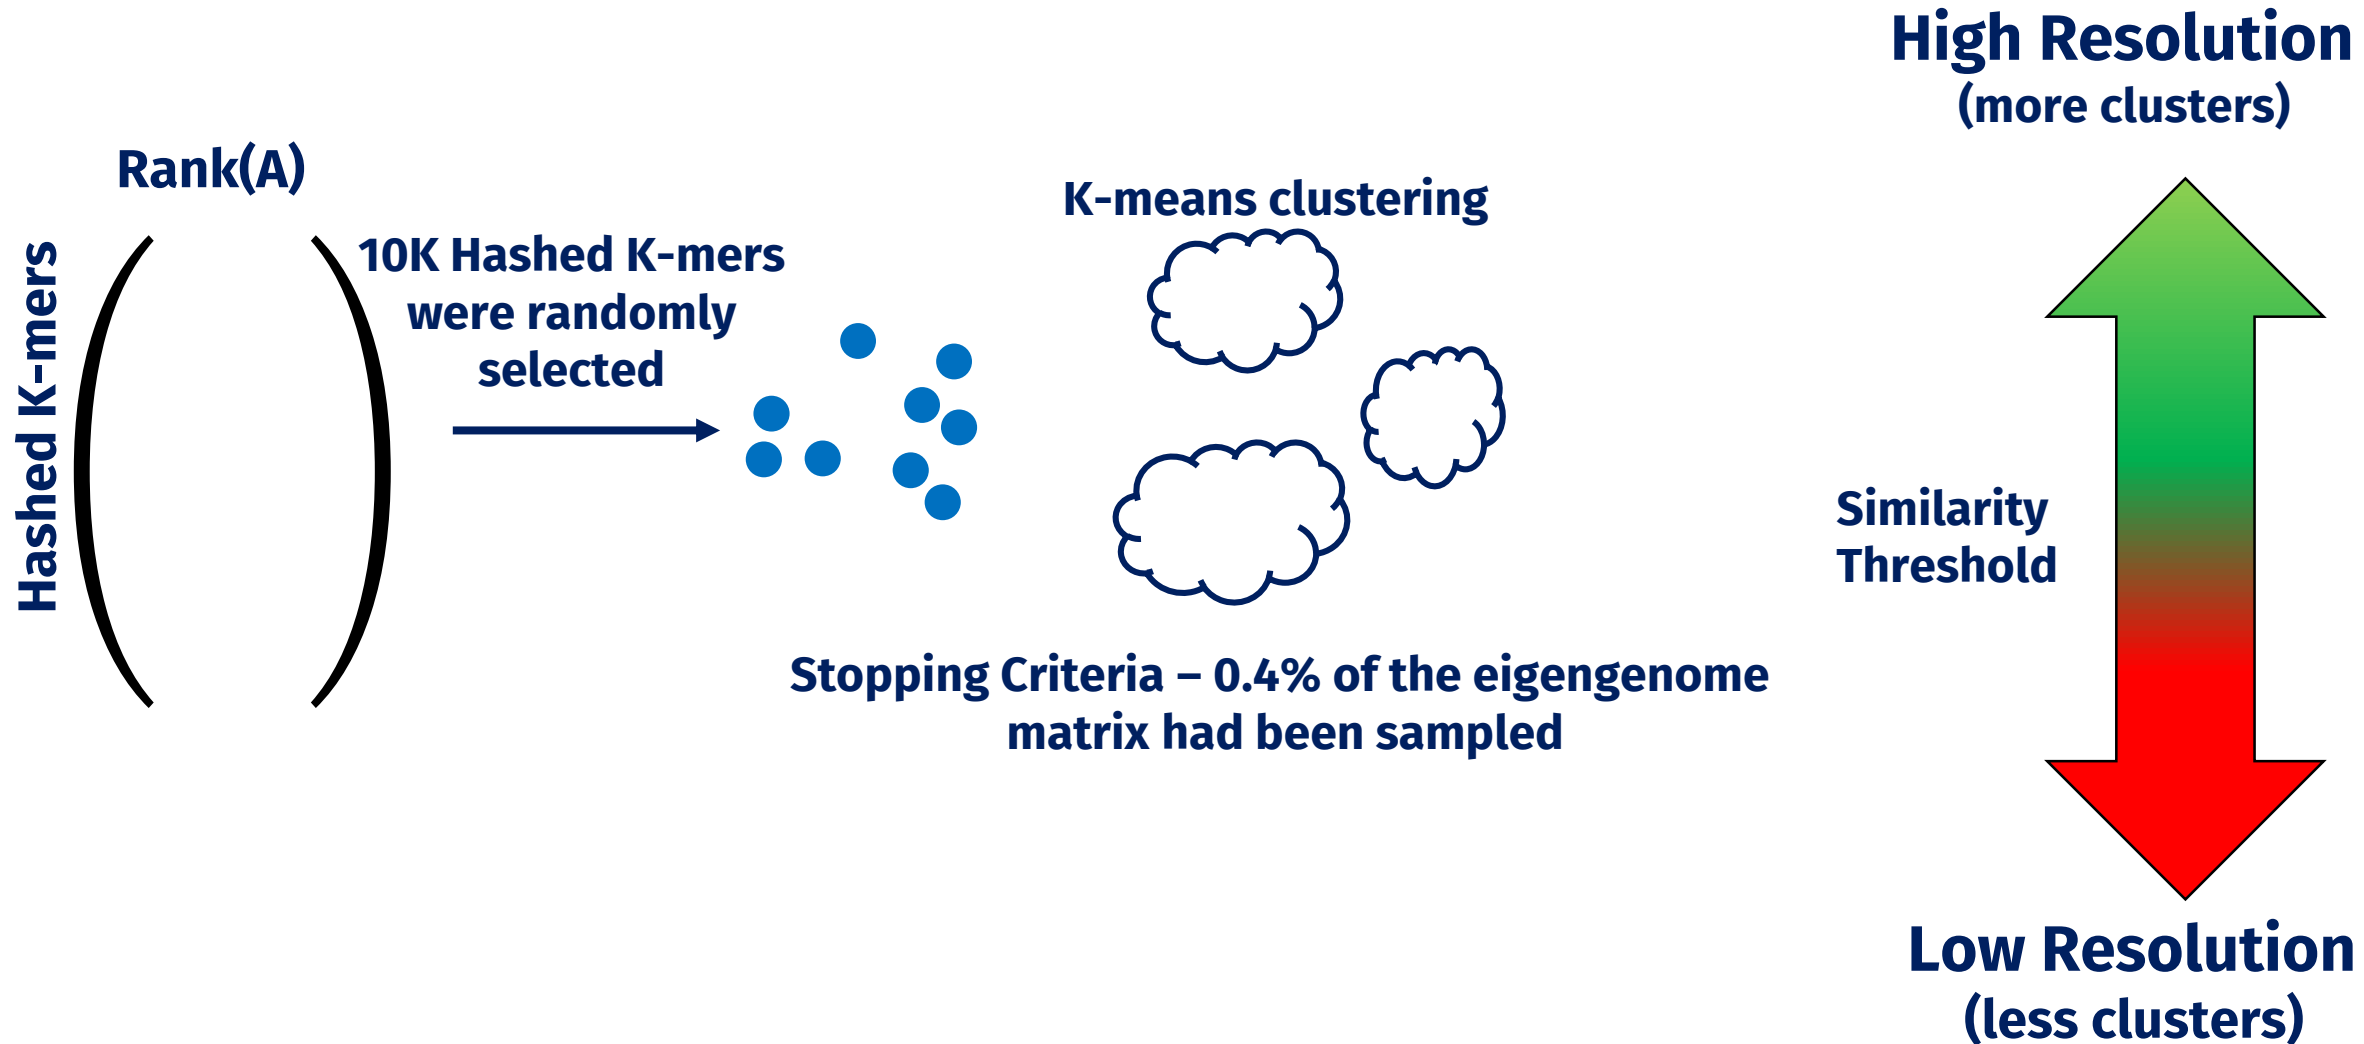 Rank(A)
Hashed K-mers
10K Hashed K-mers
were randomly
selected
K-means clustering
Stopping Criteria – 0.4% of the eigengenome
matrix had been sampled
High Resolution
(more clusters)
Similarity
Threshold
Low Resolution
(less clusters)